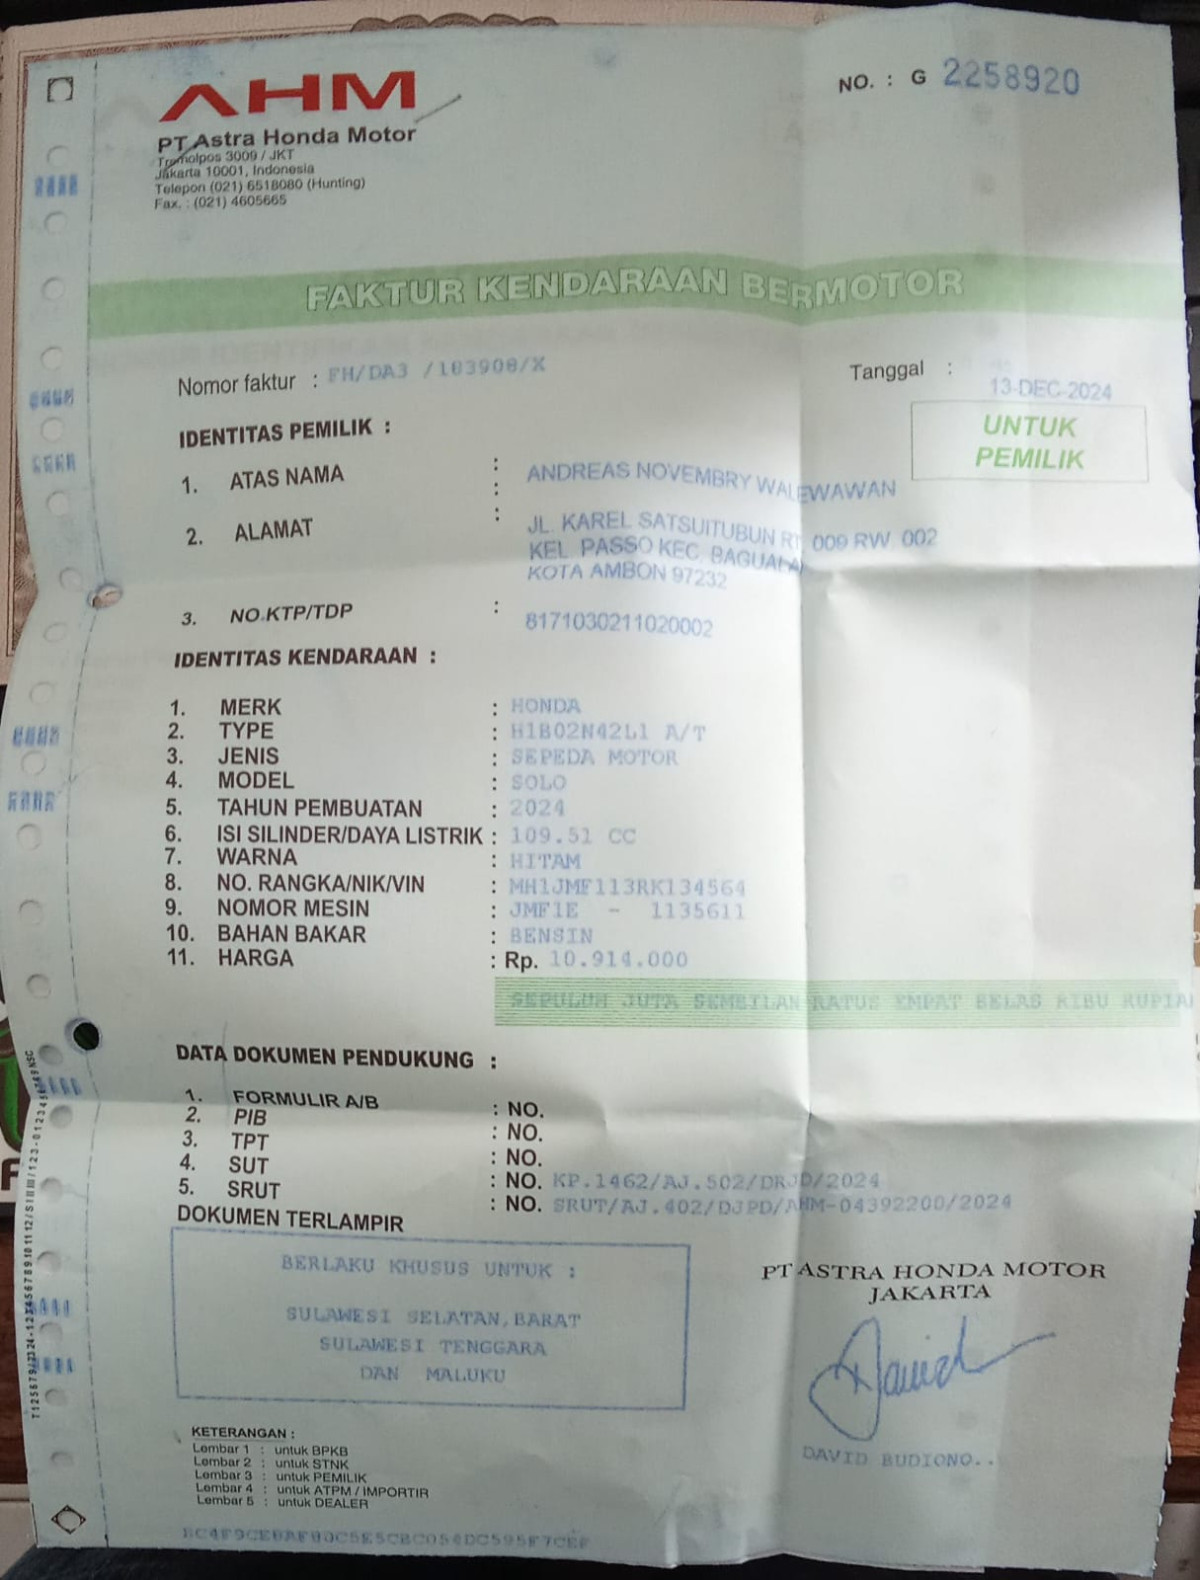 AHM
NO. : G 2258920
PT Astra Honda Motor
Tromolpos 3009 / JKT
Jakarta 10001, Indonesia
Telepon (021) 6518080 (Hunting)
Fax. : (021) 4605665
FAKTUR KENDARAAN BERMOTOR
Nomor faktur : FH/DA3 /183908/X
Tanggal : 13-DEC-2024
UNTUK
PEMILIK
IDENTITAS PEMILIK :
1. ATAS NAMA : ANDREAS NOVEMBRY WALEWAWAN
2. ALAMAT : JL. KAREL SATSUITUBUN RT 009 RW 002
KEL PASSO KEC. BAGUALA
KOTA AMBON 97232
3. NO.KTP/TDP : 8171030211020002
IDENTITAS KENDARAAN :
1. MERK : HONDA
2. TYPE : H1B02N42L1 A/T
3. JENIS : SEPEDA MOTOR
4. MODEL : SOLO
5. TAHUN PEMBUATAN : 2024
6. ISI SILINDER/DAYA LISTRIK : 109.51 CC
7. WARNA : HITAM
8. NO. RANGKA/NIK/VIN : MH1JMF113RK134564
9. NOMOR MESIN : JMF1E - 1135611
10. BAHAN BAKAR : BENSIN
11. HARGA : Rp. 10.914.000
SEPULUH JUTA SEMBILAN RATUS EMPAT BELAS RIBU RUPIAH
DATA DOKUMEN PENDUKUNG :
1. FORMULIR A/B : NO.
2. PIB : NO.
3. TPT : NO.
4. SUT : NO. KP.1462/AJ.502/DRJD/2024
5. SRUT : NO. SRUT/AJ.402/DJPD/AHM-04392200/2024
DOKUMEN TERLAMPIR
BERLAKU KHUSUS UNTUK :
SULAWESI SELATAN, BARAT
SULAWESI TENGGARA
DAN MALUKU
PT ASTRA HONDA MOTOR
JAKARTA
David
DAVID BUDIONO..
KETERANGAN :
Lembar 1 : untuk BPKB
Lembar 2 : untuk STNK
Lembar 3 : untuk PEMILIK
Lembar 4 : untuk ATPM / IMPORTIR
Lembar 5 : untuk DEALER